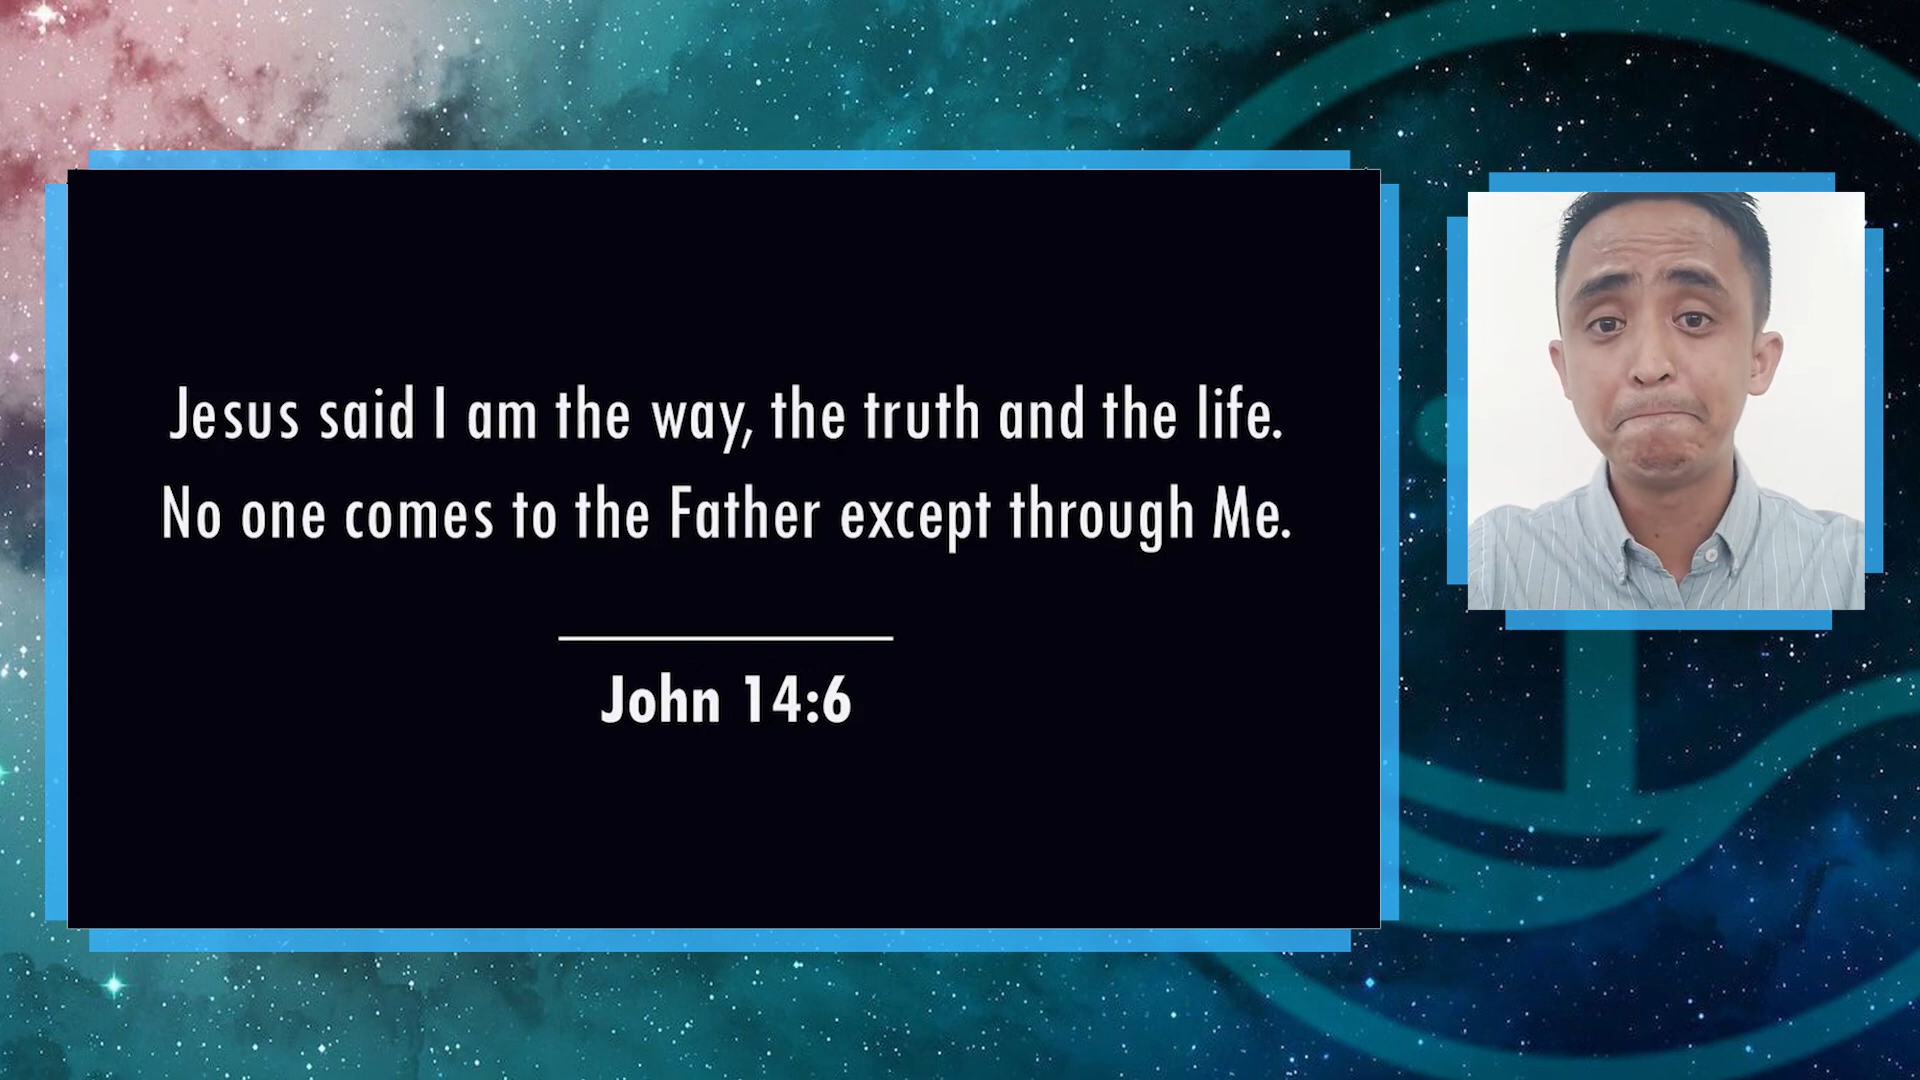 Jesus said I am the way, the truth and the life.
No one comes to the Father except through Me.
John 14:6